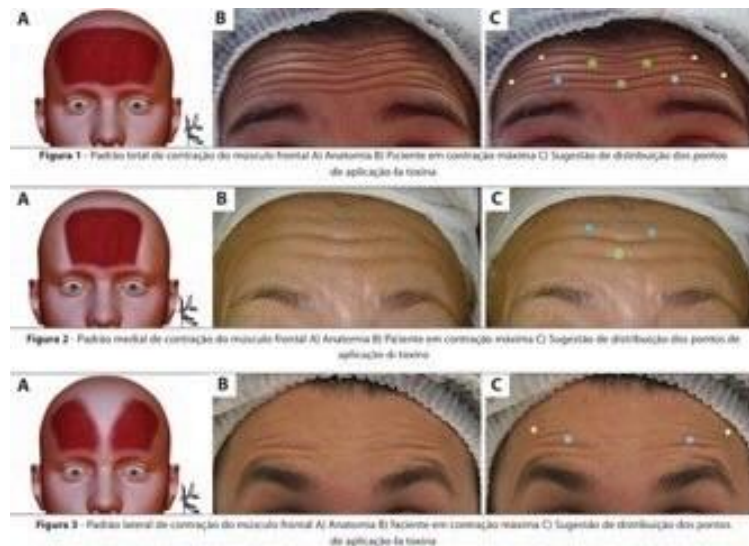 A B C
Figura 1 - Padrão total de contração do músculo frontal A) Anatomia B) Paciente em contração máxima C) Sugestão de distribuição dos pontos
de aplicação da toxina
A B C
Figura 2 - Padrão medial de contração do músculo frontal A) Anatomia B) Paciente em contração máxima C) Sugestão de distribuição dos pontos de
aplicação da toxina
A B C
Figura 3 - Padrão lateral de contração do músculo frontal A) Anatomia B) Paciente em contração máxima C) Sugestão de distribuição dos pontos
de aplicação da toxina